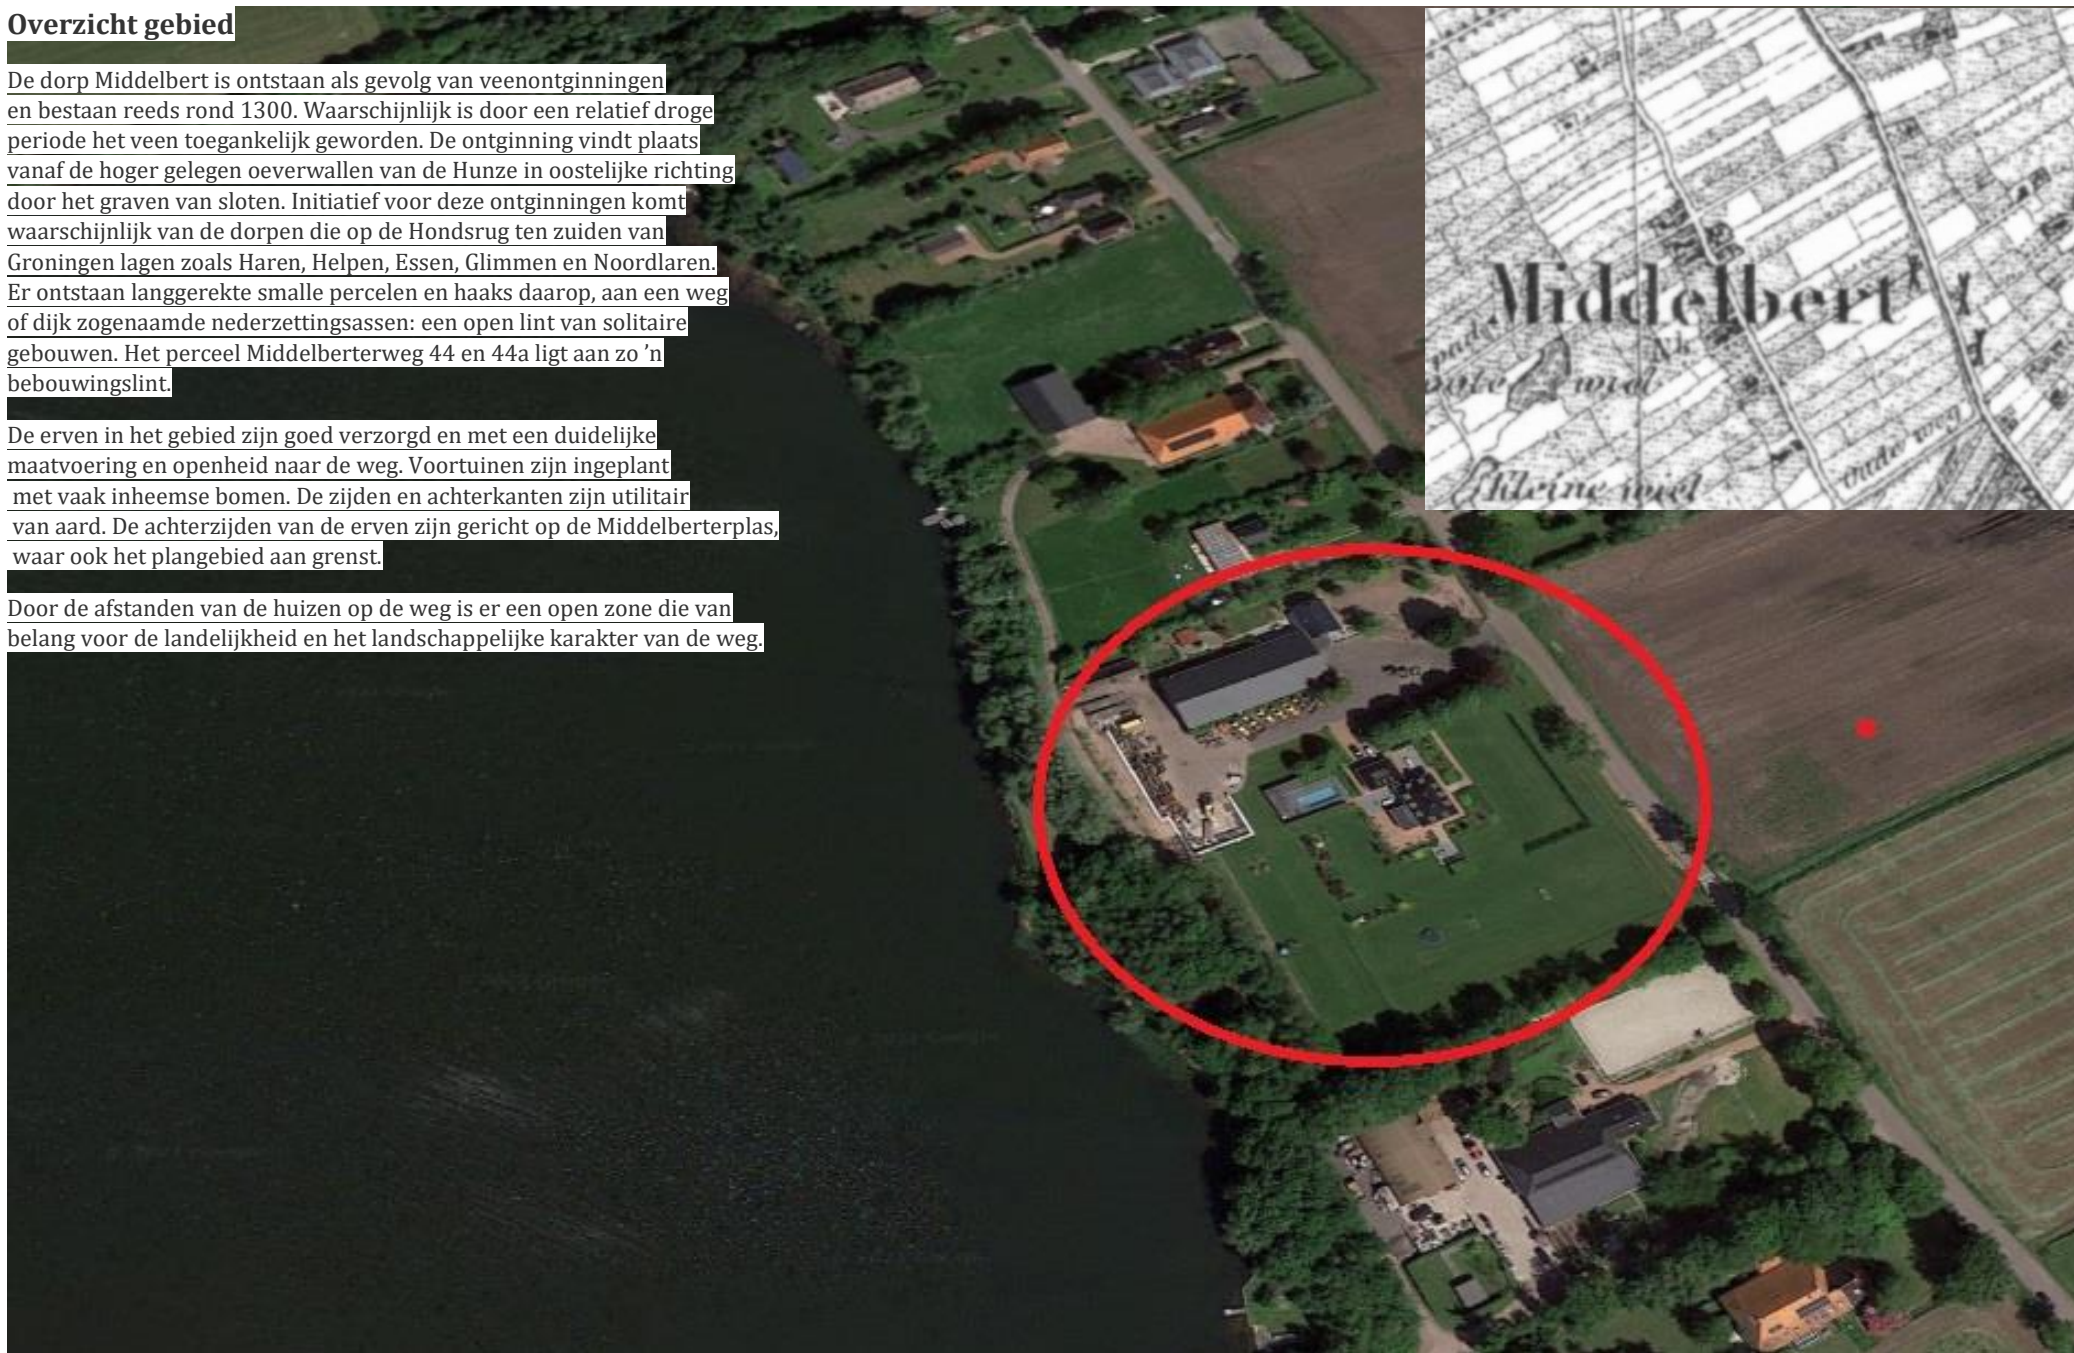 Overzicht gebied
De dorp Middelbert is ontstaan als gevolg van veenontginningen
en bestaan reeds rond 1300. Waarschijnlijk is door een relatief droge
periode het veen toegankelijk geworden. De ontginning vindt plaats
vanaf de hoger gelegen oeverwallen van de Hunze in oostelijke richting
door het graven van sloten. Initiatief voor deze ontginningen komt
waarschijnlijk van de dorpen die op de Hondsrug ten zuiden van
Groningen lagen zoals Haren, Helpen, Essen, Glimmen en Noordlaren.
Er ontstaan langgerekte smalle percelen en haaks daarop, aan een weg
of dijk zogenaamde nederzettingsassen: een open lint van solitaire
gebouwen. Het perceel Middelberterweg 44 en 44a ligt aan zo ’n
bebouwingslint.
De erven in het gebied zijn goed verzorgd en met een duidelijke
maatvoering en openheid naar de weg. Voortuinen zijn ingeplant
met vaak inheemse bomen. De zijden en achterkanten zijn utilitair
van aard. De achterzijden van de erven zijn gericht op de Middelberterplas,
waar ook het plangebied aan grenst.
Door de afstanden van de huizen op de weg is er een open zone die van
belang voor de landelijkheid en het landschappelijke karakter van de weg.
Middelbert
wiel
Kleine wiel
oude weg